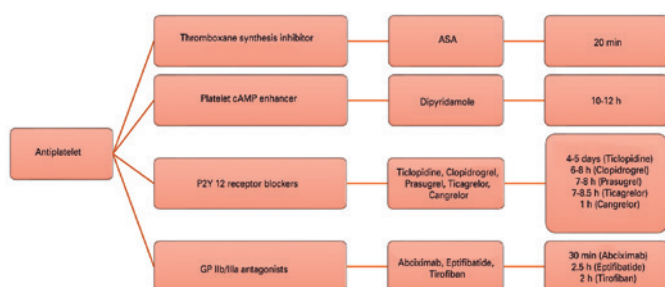 Thromboxane synthesis inhibitor
ASA
20 min
Platelet cAMP enhancer
Dipyridamole
10-12 h
Antiplatelet
P2Y 12 receptor blockers
Ticlopidine, Clopidrogrel,
Prasugrel, Ticagrelor,
Cangrelor
4-5 days (Ticlopidine)
6-8 h (Clopidrogel)
7-8 h (Prasugrel)
7-8.5 h (Ticagrelor)
1 h (Cangrelor)
GP IIb/IIIa antagonists
Abciximab, Eptifibatide,
Tirofiban
30 min (Abciximab)
2.5 h (Eptifibatide)
2 h (Tirofiban)